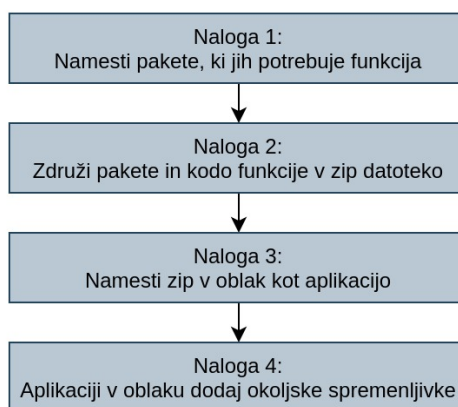 Naloga 1:
Namesti pakete, ki jih potrebuje funkcija
Naloga 2:
Združi pakete in kodo funkcije v zip datoteko
Naloga 3:
Namesti zip v oblak kot aplikacijo
Naloga 4:
Aplikaciji v oblaku dodaj okoljske spremenljivke